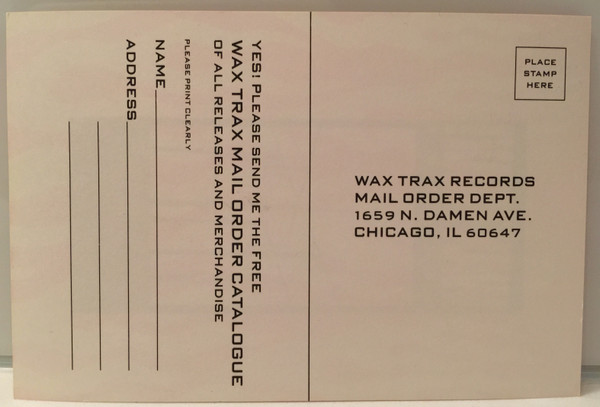 YES! PLEASE SEND ME THE FREE
WAX TRAX MAIL ORDER CATALOGUE
OF ALL RELEASES AND MERCHANDISE
PLEASE PRINT CLEARLY
NAME
ADDRESS
PLACE
STAMP
HERE
WAX TRAX RECORDS
MAIL ORDER DEPT.
1659 N. DAMEN AVE.
CHICAGO, IL 60647